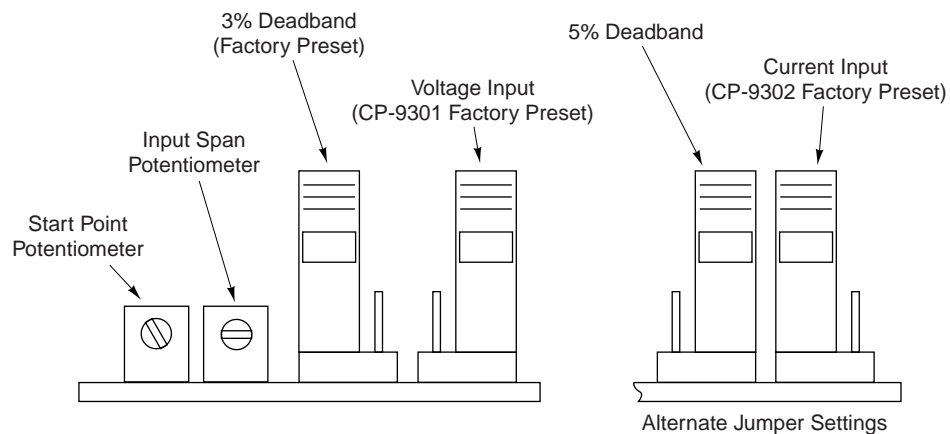 3% Deadband
(Factory Preset)
5% Deadband
Voltage Input
(CP-9301 Factory Preset)
Current Input
(CP-9302 Factory Preset)
Input Span
Potentiometer
Start Point
Potentiometer
Alternate Jumper Settings